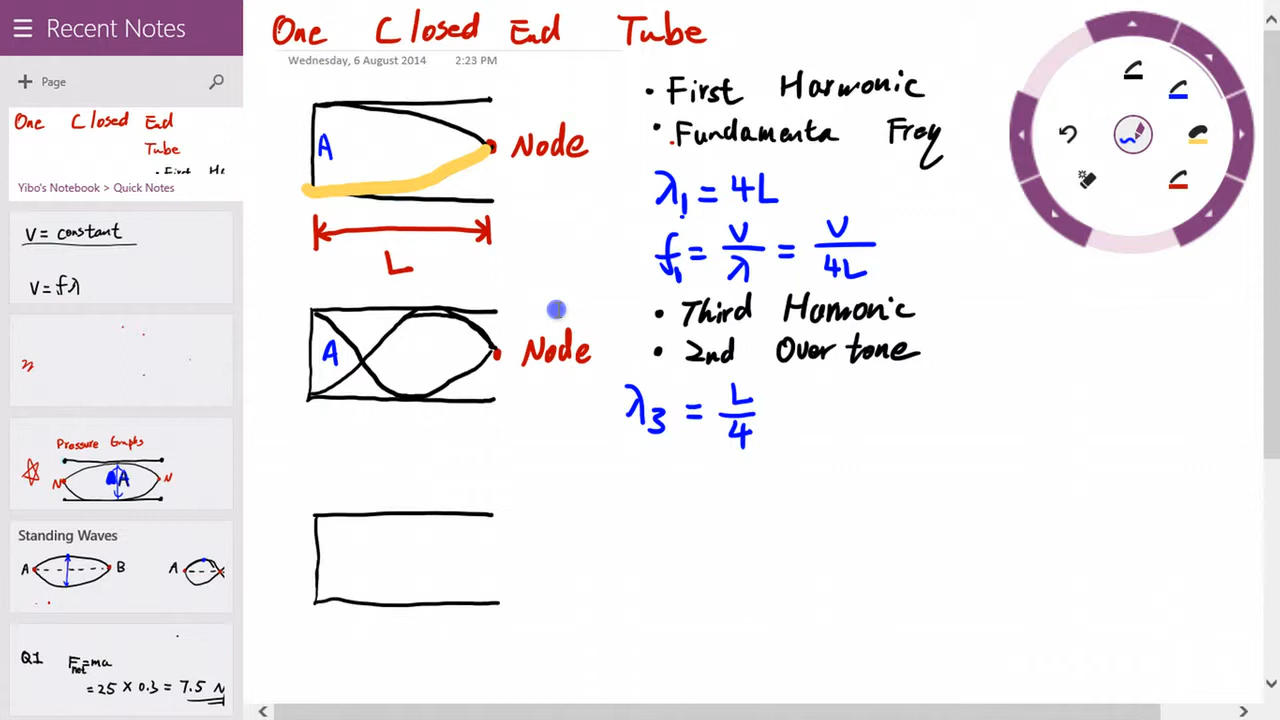 Recent Notes
Page
One Closed End
Tube
Yibo's Notebook > Quick Notes
V = constant
V = fλ
Pressure Graphs
N A N
Standing Waves
A B A
Q1 Fnet = ma
= 25 × 0.3 = 7.5 N
One Closed End Tube
Wednesday, 6 August 2014 2:23 PM
A Node
L
• First Harmonic
• Fundamenta Freq
λ1 = 4L
f1 = V/λ = V/4L
• Third Hamonic
• 2nd Overtone
A Node
λ3 = L/4